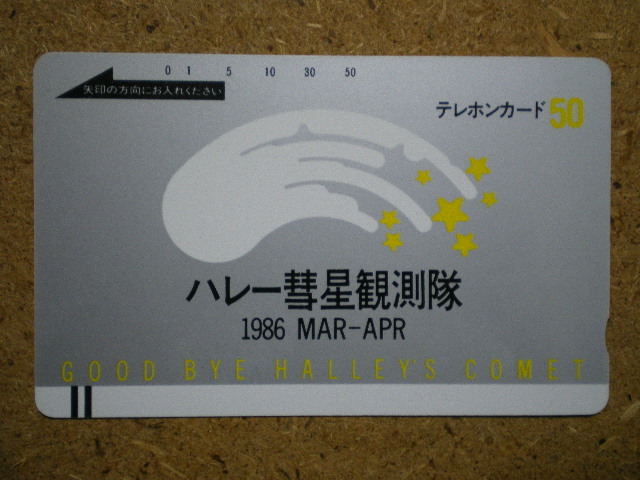 0 1 5 10 30 50
矢印の方向にお入れください
テレホンカード50
ハレー彗星観測隊
1986 MAR-APR
GOOD BYE HALLEY'S COMET